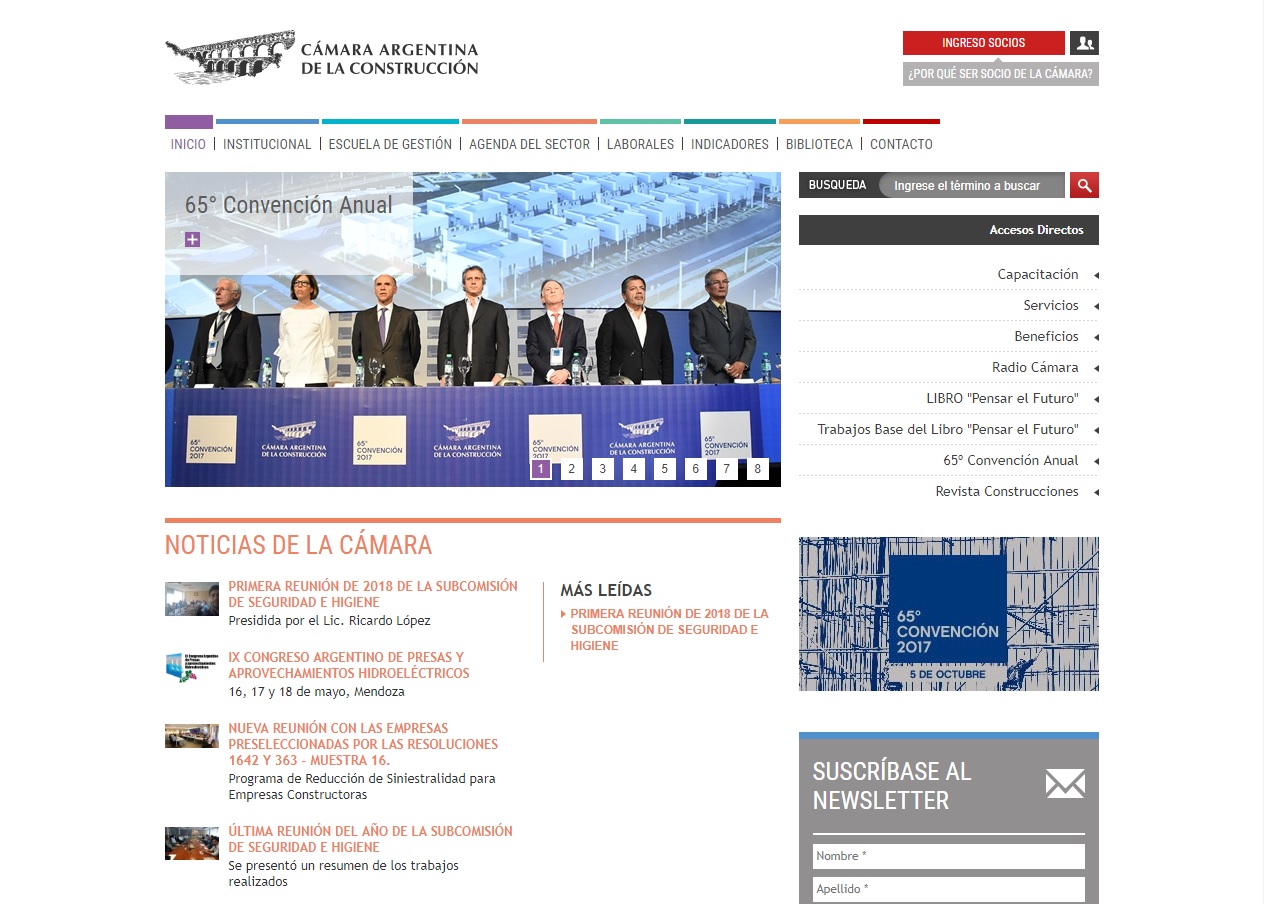 CÁMARA ARGENTINA
DE LA CONSTRUCCIÓN
INGRESO SOCIOS
¿POR QUÉ SER SOCIO DE LA CÁMARA?
INICIO | INSTITUCIONAL | ESCUELA DE GESTIÓN | AGENDA DEL SECTOR | LABORALES | INDICADORES | BIBLIOTECA | CONTACTO
65° Convención Anual
65° CONVENCIÓN 2017
CÁMARA ARGENTINA
DE LA CONSTRUCCIÓN
65° CONVENCIÓN 2017
CÁMARA ARGENTINA
DE LA CONSTRUCCIÓN
65° CONVENCIÓN 2017
CÁMARA ARGENTINA
DE LA CONSTRUCCIÓN
65° CONVENCIÓN 2017
1 2 3 4 5 6 7 8
BUSQUEDA Ingrese el término a buscar
Accesos Directos
Capacitación
Servicios
Beneficios
Radio Cámara
LIBRO "Pensar el Futuro"
Trabajos Base del Libro "Pensar el Futuro"
65º Convención Anual
Revista Construcciones
NOTICIAS DE LA CÁMARA
PRIMERA REUNIÓN DE 2018 DE LA SUBCOMISIÓN
DE SEGURIDAD E HIGIENE
Presidida por el Lic. Ricardo López
IX CONGRESO ARGENTINO DE PRESAS Y
APROVECHAMIENTOS HIDROELÉCTRICOS
16, 17 y 18 de mayo, Mendoza
NUEVA REUNIÓN CON LAS EMPRESAS
PRESELECCIONADAS POR LAS RESOLUCIONES
1642 Y 363 - MUESTRA 16.
Programa de Reducción de Siniestralidad para
Empresas Constructoras
ÚLTIMA REUNIÓN DEL AÑO DE LA SUBCOMISIÓN
DE SEGURIDAD E HIGIENE
Se presentó un resumen de los trabajos
realizados
MÁS LEÍDAS
PRIMERA REUNIÓN DE 2018 DE LA
SUBCOMISIÓN DE SEGURIDAD E
HIGIENE
65°
CONVENCIÓN
2017
5 DE OCTUBRE
SUSCRÍBASE AL
NEWSLETTER
Nombre *
Apellido *